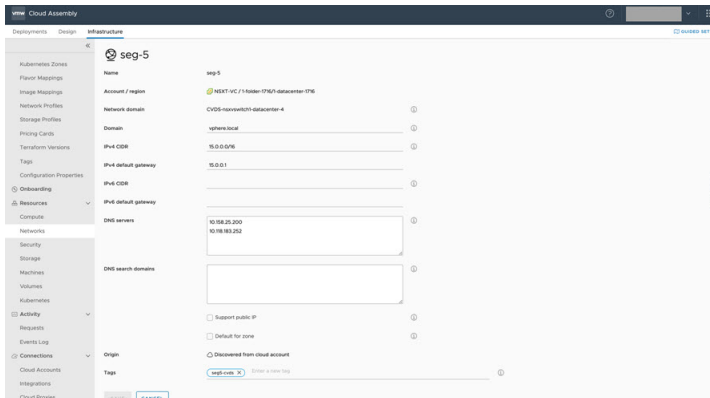 vmw Cloud Assembly
Deployments Design Infrastructure
GUIDED SET
«
seg-5
Kubernetes Zones
Flavor Mappings
Image Mappings
Network Profiles
Storage Profiles
Pricing Cards
Terraform Versions
Tags
Configuration Properties
Onboarding
Resources
Compute
Networks
Security
Storage
Machines
Volumes
Kubernetes
Activity
Requests
Events Log
Connections
Cloud Accounts
Integrations
Cloud Proxies
Name seg-5
Account / region NSXT-VC / 1-folder-1716/1-datacenter-1716
Network domain CVDS-nsxvswitch1-datacenter-4
Domain vphere.local
IPv4 CIDR 15.0.0.0/16
IPv4 default gateway 15.0.0.1
IPv6 CIDR
IPv6 default gateway
DNS servers 10.158.25.200
10.118.183.252
DNS search domains
Support public IP
Default for zone
Origin Discovered from cloud account
Tags seg5-cvds X Enter a new tag
SAVE CANCEL